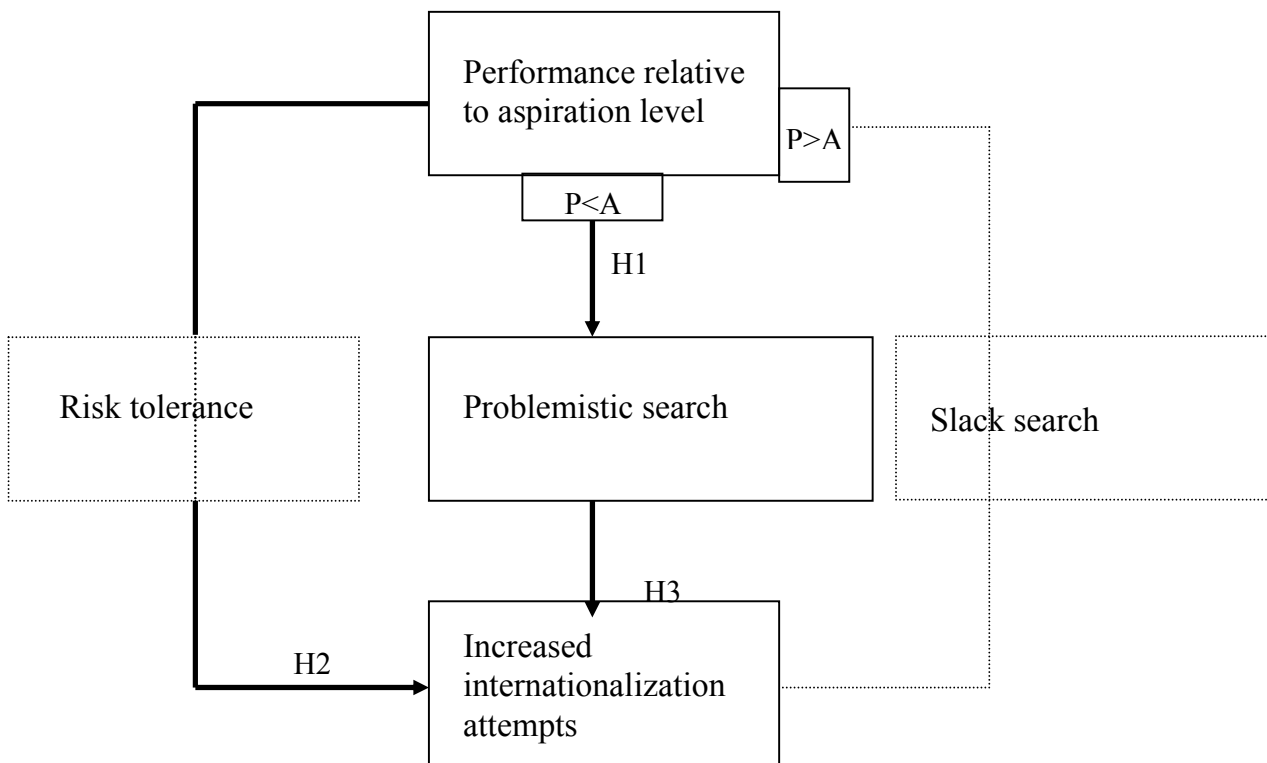 Performance relative
to aspiration level
P>A
P<A
H1
Risk tolerance
Problemistic search
Slack search
H3
H2
Increased
internationalization
attempts